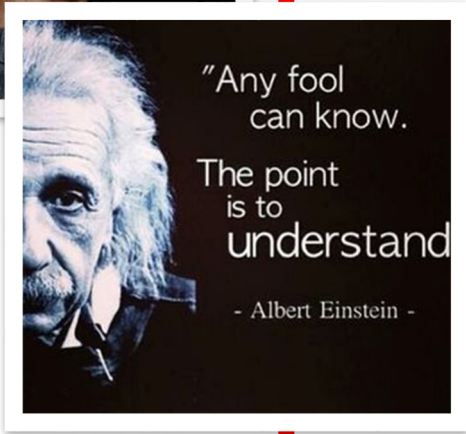 "Any fool
can know.
The point
is to
understand
- Albert Einstein -